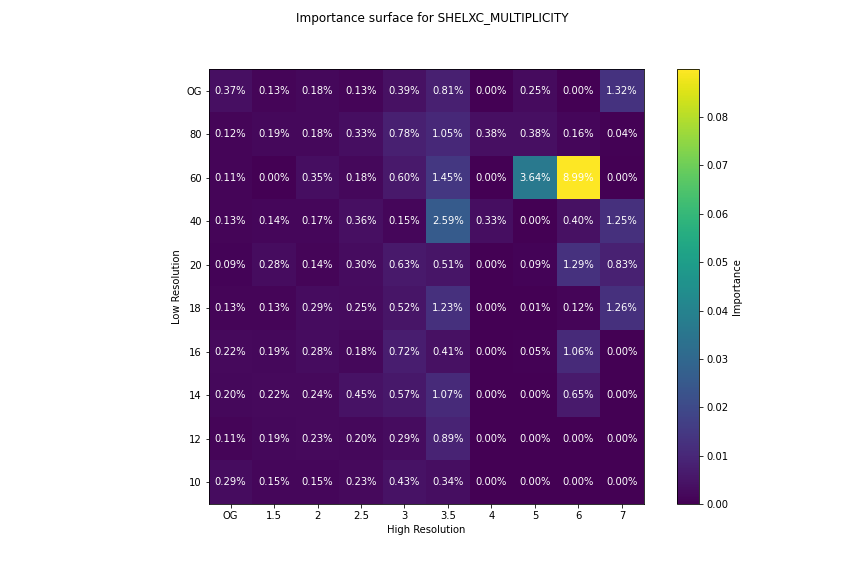 Importance surface for SHELXC_MULTIPLICITY
OG 0.37% 0.13% 0.18% 0.13% 0.39% 0.81% 0.00% 0.25% 0.00% 1.32%
80 0.12% 0.19% 0.18% 0.33% 0.78% 1.05% 0.38% 0.38% 0.16% 0.04%
60 0.11% 0.00% 0.35% 0.18% 0.60% 1.45% 0.00% 3.64% 8.99% 0.00%
40 0.13% 0.14% 0.17% 0.36% 0.15% 2.59% 0.33% 0.00% 0.40% 1.25%
20 0.09% 0.28% 0.14% 0.30% 0.63% 0.51% 0.00% 0.09% 1.29% 0.83%
18 0.13% 0.13% 0.29% 0.25% 0.52% 1.23% 0.00% 0.01% 0.12% 1.26%
16 0.22% 0.19% 0.28% 0.18% 0.72% 0.41% 0.00% 0.05% 1.06% 0.00%
14 0.20% 0.22% 0.24% 0.45% 0.57% 1.07% 0.00% 0.00% 0.65% 0.00%
12 0.11% 0.19% 0.23% 0.20% 0.29% 0.89% 0.00% 0.00% 0.00% 0.00%
10 0.29% 0.15% 0.15% 0.23% 0.43% 0.34% 0.00% 0.00% 0.00% 0.00%
OG 1.5 2 2.5 3 3.5 4 5 6 7
High Resolution
Low Resolution
0.08
0.07
0.06
0.05
0.04
0.03
0.02
0.01
0.00
Importance